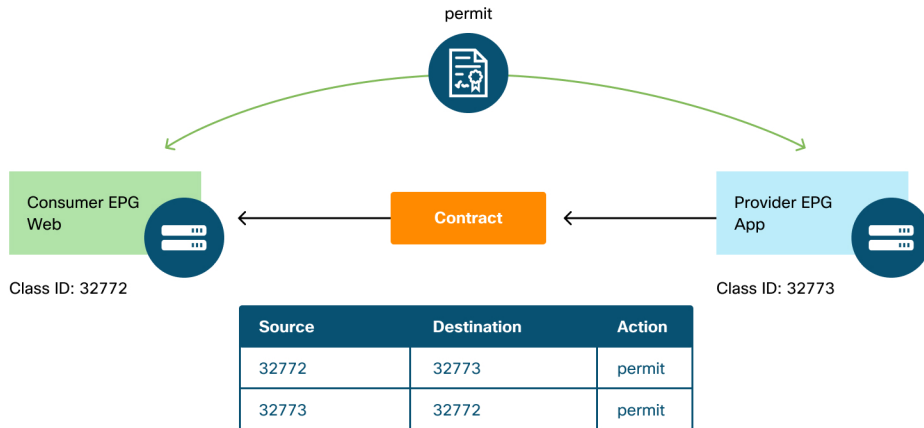 permit
Consumer EPG
Web
Contract
Provider EPG
App
Class ID: 32772
Class ID: 32773
Source Destination Action
32772 32773 permit
32773 32772 permit